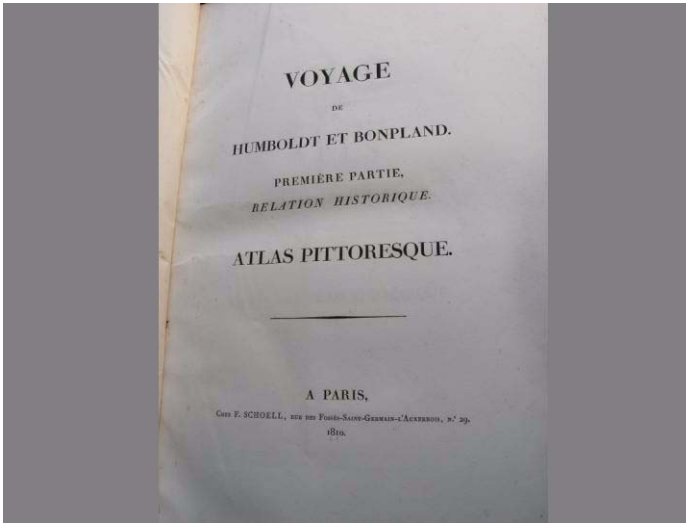 VOYAGE
DE
HUMBOLDT ET BONPLAND.
PREMIÈRE PARTIE,
RELATION HISTORIQUE.
ATLAS PITTORESQUE.
A PARIS,
Chez F. SCHOELL, rue des Fossés-Saint-Germain-l'Auxerrois, n.° 29.
1810.